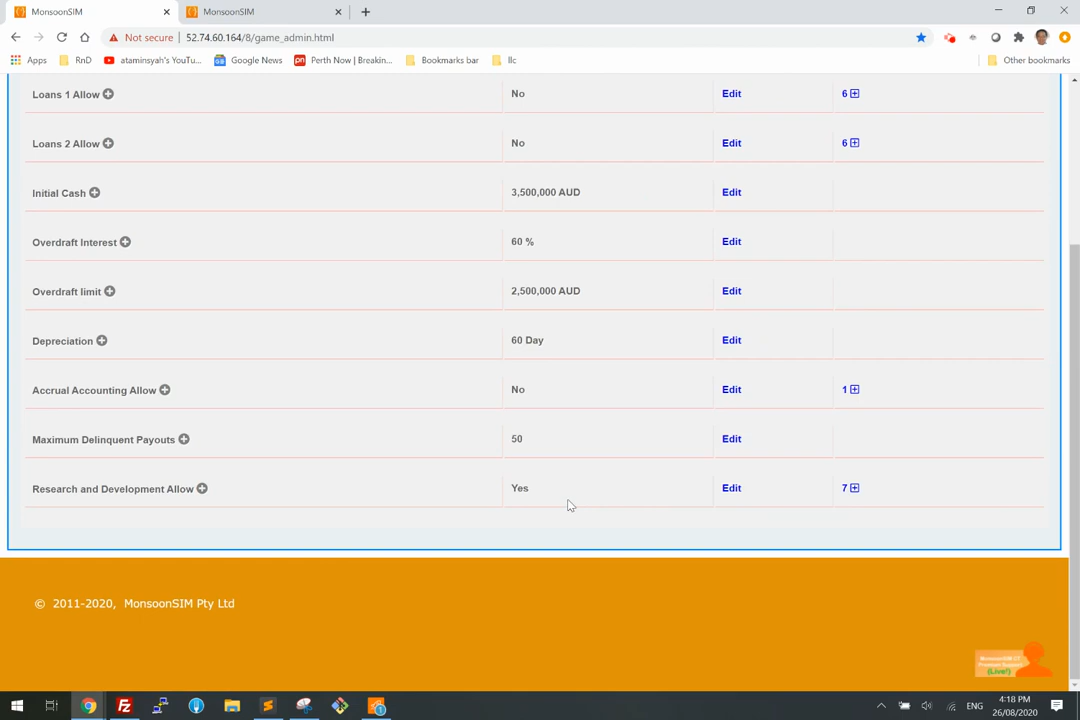 MonsoonSIM
MonsoonSIM
Not secure 52.74.60.164/8/game_admin.html
Apps RnD ataminsyah's YouTu... Google News Perth Now | Breakin... Bookmarks bar llc Other bookmarks
Loans 1 Allow No Edit 6
Loans 2 Allow No Edit 6
Initial Cash 3,500,000 AUD Edit
Overdraft Interest 60 % Edit
Overdraft limit 2,500,000 AUD Edit
Depreciation 60 Day Edit
Accrual Accounting Allow No Edit 1
Maximum Delinquent Payouts 50 Edit
Research and Development Allow Yes Edit 7
© 2011-2020, MonsoonSIM Pty Ltd
(Live!)
ENG
4:18 PM
26/08/2020